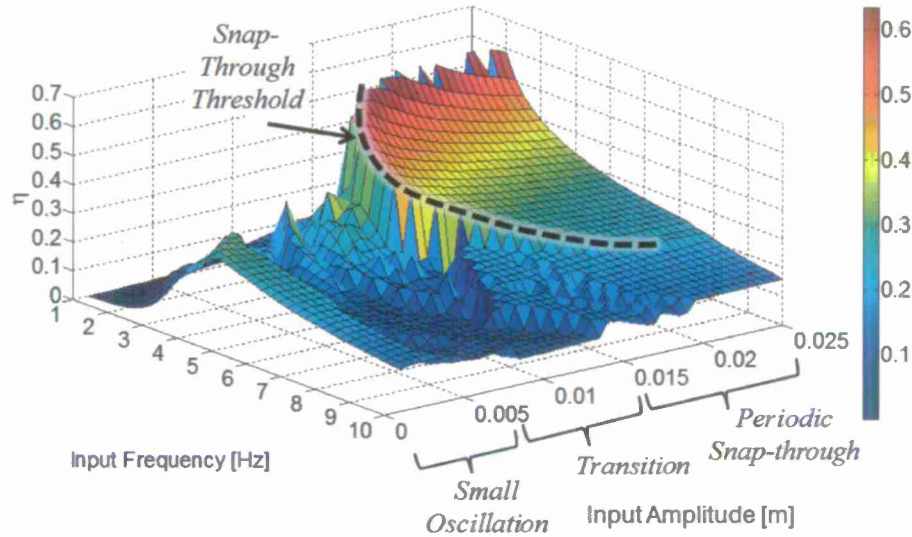 Snap-
Through
Threshold
0.7
0.6
0.5
0.4
0.3
0.2
0.1
0
η
1
2
3
4
5
6
7
8
9
10
Input Frequency [Hz]
0
0.005
0.01
0.015
0.02
0.025
Small
Oscillation
Transition
Periodic
Snap-through
Input Amplitude [m]
0.6
0.5
0.4
0.3
0.2
0.1